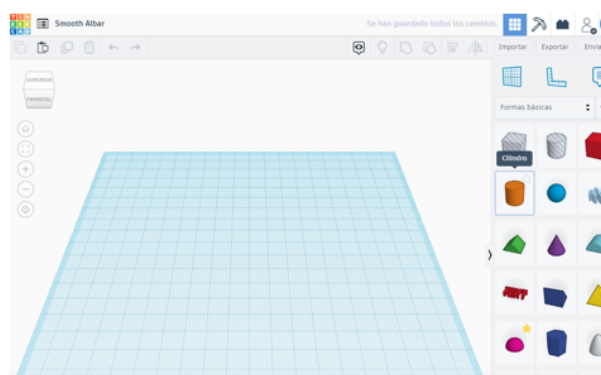 TIN
KER
CAD
Smooth Albar
Se han guardado todos los cambios.
Importar
Exportar
Envia
SUPERIOR
FRONTAL
Formas básicas
Cilindro
TEXT